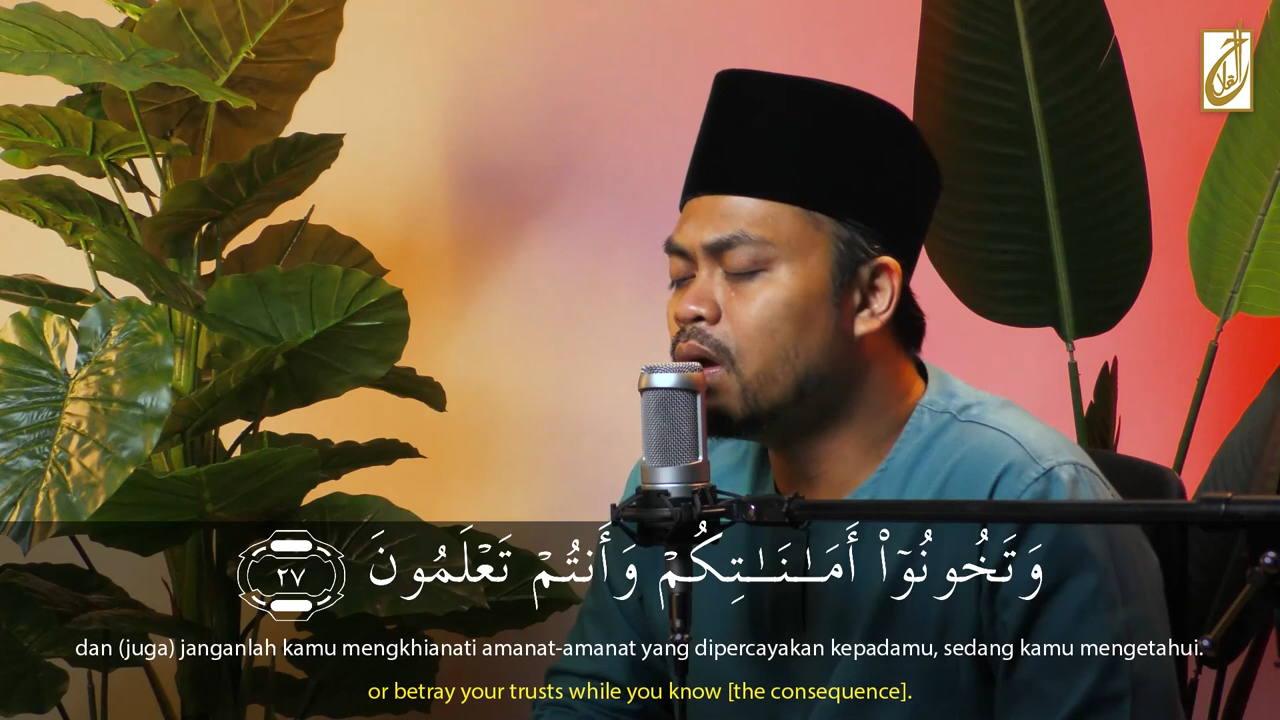 وَتَخُونُوٓا۟ أَمَـٰنَـٰتِكُمْ وَأَنتُمْ تَعْلَمُونَ ٢٧
dan (juga) janganlah kamu mengkhianati amanat-amanat yang dipercayakan kepadamu, sedang kamu mengetahui.
or betray your trusts while you know [the consequence].